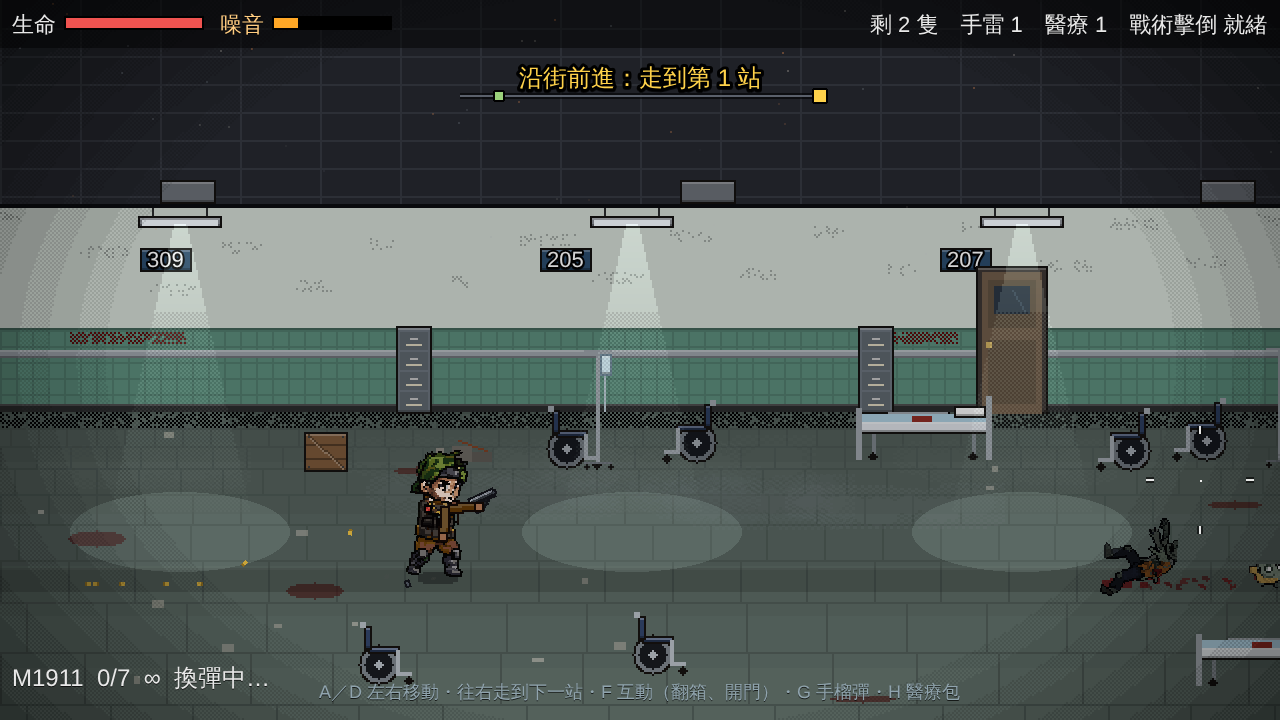 生命 噪音 剩 2 隻 手雷 1 醫療 1 戰術擊倒 就緒
沿街前進：走到第 1 站
309 205 207
M1911 0/7 ∞ 換彈中…
A／D 左右移動・往右走到下一站・F 互動（翻箱、開門）・G 手榴彈・H 醫療包